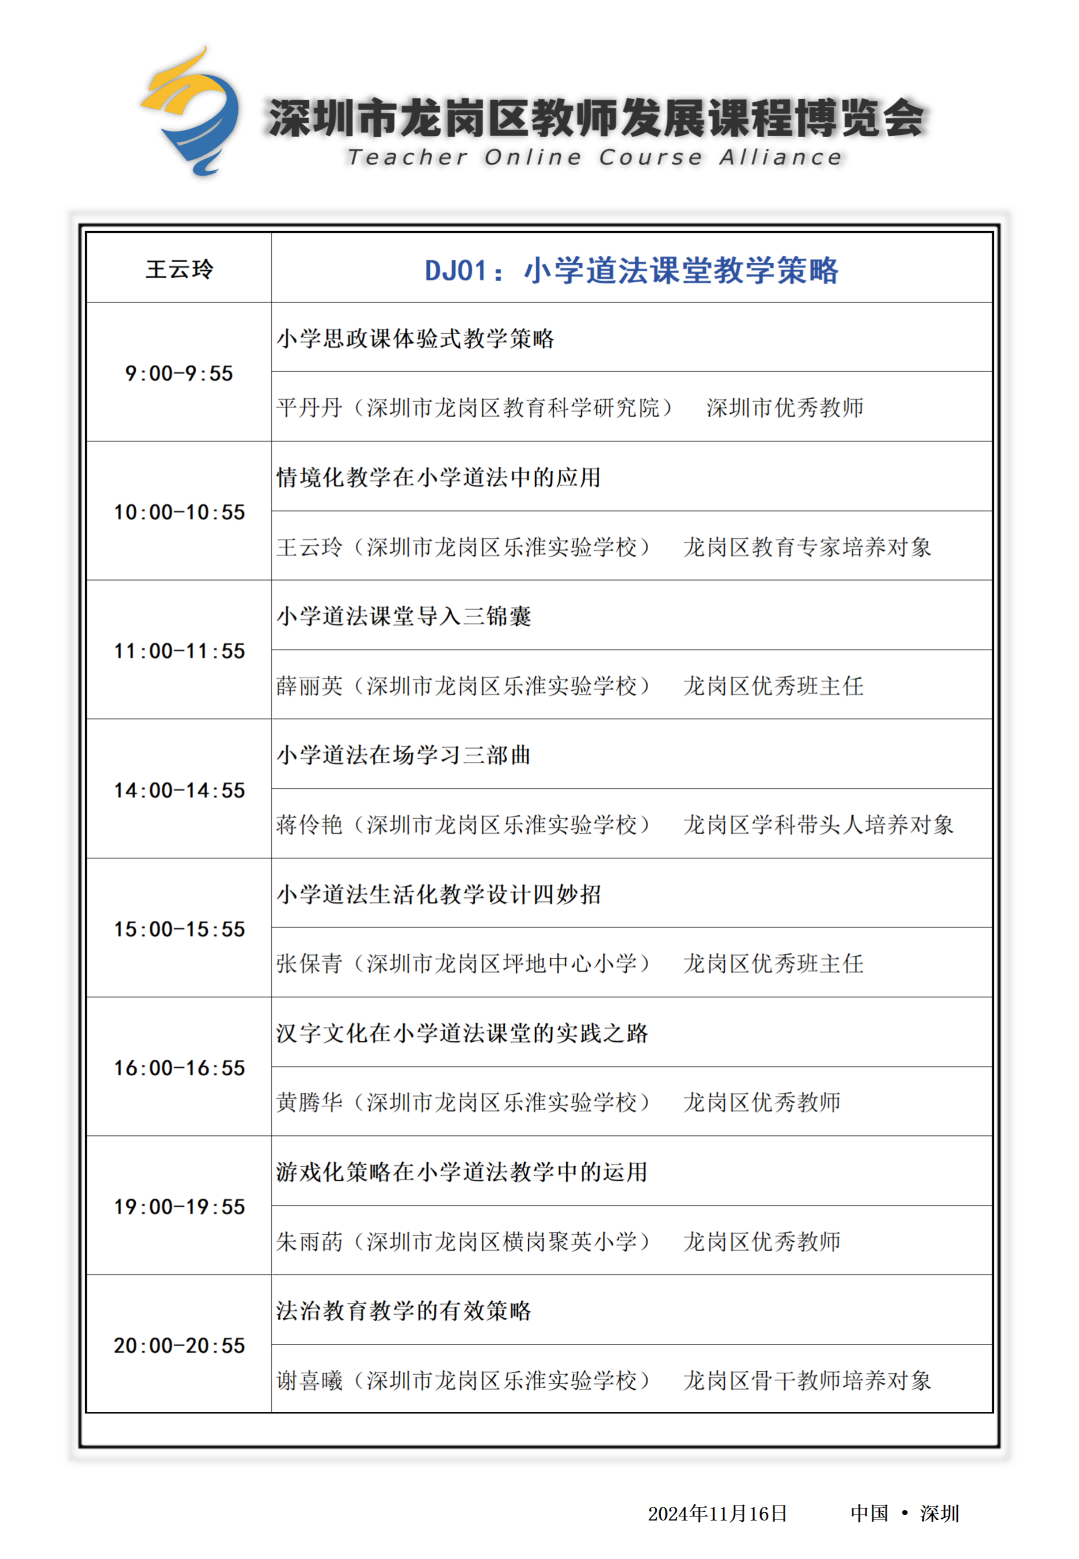 深圳市龙岗区教师发展课程博览会
Teacher Online Course Alliance
王云玲
DJ01：小学道法课堂教学策略
9:00-9:55
小学思政课体验式教学策略
平丹丹（深圳市龙岗区教育科学研究院） 深圳市优秀教师
10:00-10:55
情境化教学在小学道法中的应用
王云玲（深圳市龙岗区乐淮实验学校） 龙岗区教育专家培养对象
11:00-11:55
小学道法课堂导入三锦囊
薛丽英（深圳市龙岗区乐淮实验学校） 龙岗区优秀班主任
14:00-14:55
小学道法在场学习三部曲
蒋伶艳（深圳市龙岗区乐淮实验学校） 龙岗区学科带头人培养对象
15:00-15:55
小学道法生活化教学设计四妙招
张保青（深圳市龙岗区坪地中心小学） 龙岗区优秀班主任
16:00-16:55
汉字文化在小学道法课堂的实践之路
黄腾华（深圳市龙岗区乐淮实验学校） 龙岗区优秀教师
19:00-19:55
游戏化策略在小学道法教学中的运用
朱雨菂（深圳市龙岗区横岗聚英小学） 龙岗区优秀教师
20:00-20:55
法治教育教学的有效策略
谢喜曦（深圳市龙岗区乐淮实验学校） 龙岗区骨干教师培养对象
2024年11月16日 中国 • 深圳